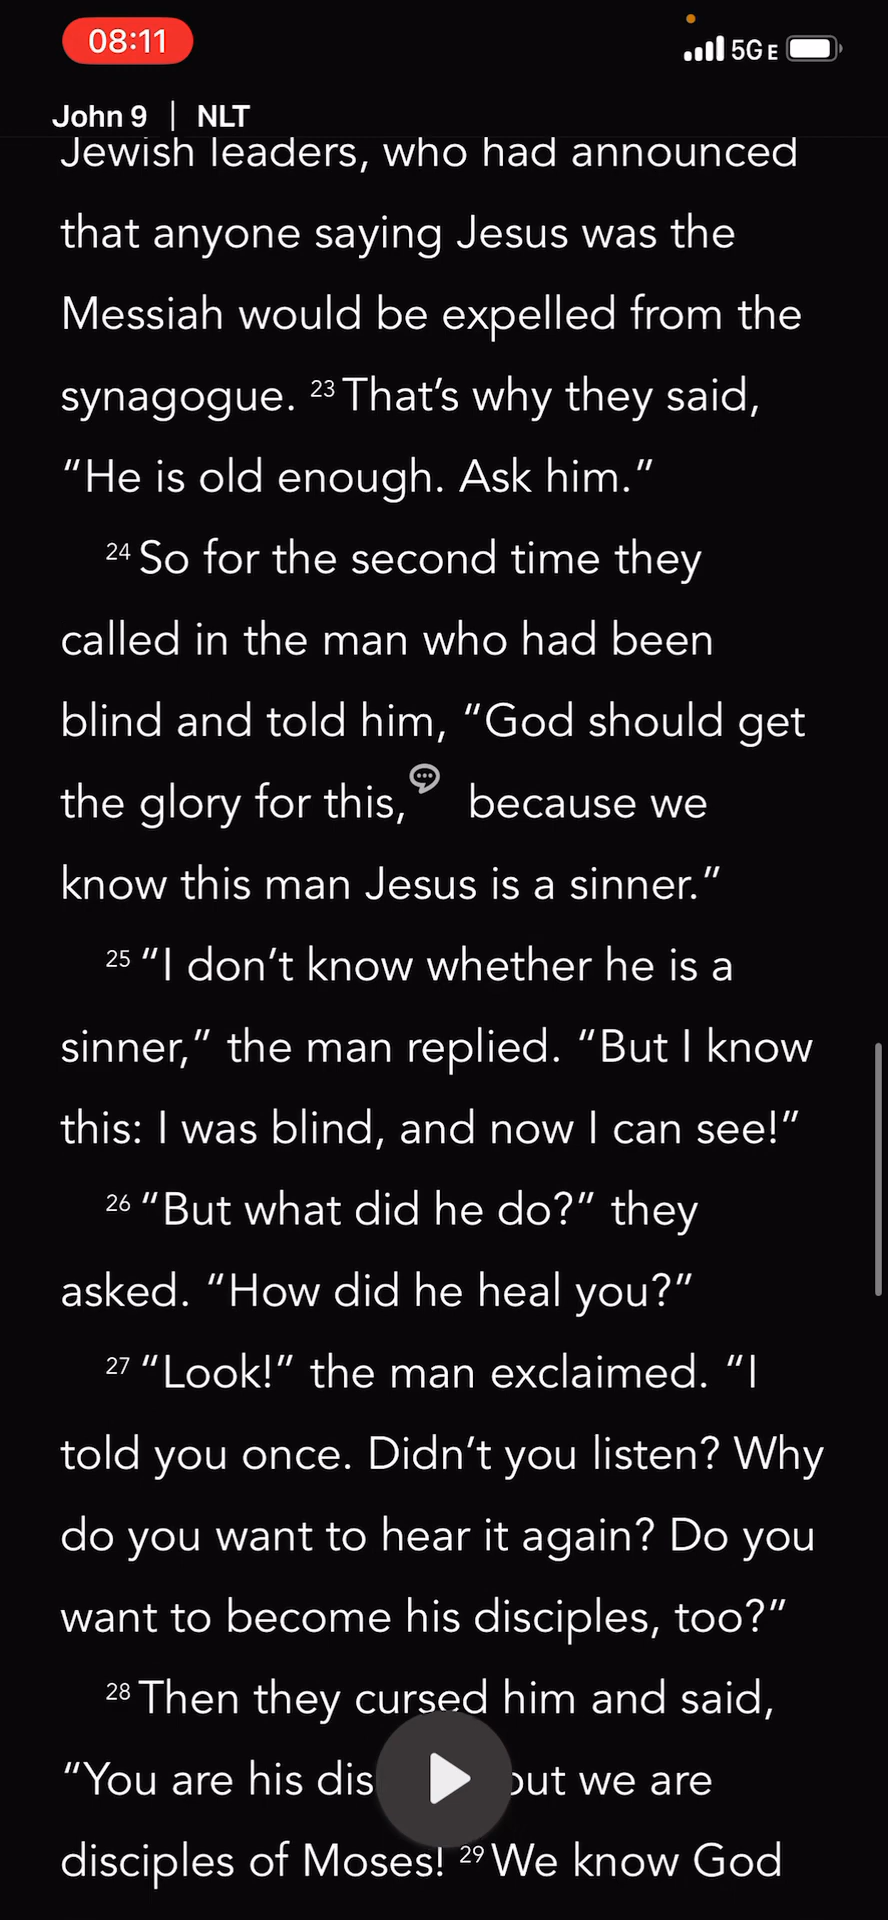 08:11
5G E
John 9 | NLT
Jewish leaders, who had announced
that anyone saying Jesus was the
Messiah would be expelled from the
synagogue. 23 That’s why they said,
“He is old enough. Ask him.”
24 So for the second time they
called in the man who had been
blind and told him, “God should get
the glory for this, because we
know this man Jesus is a sinner.”
25 “I don’t know whether he is a
sinner,” the man replied. “But I know
this: I was blind, and now I can see!”
26 “But what did he do?” they
asked. “How did he heal you?”
27 “Look!” the man exclaimed. “I
told you once. Didn’t you listen? Why
do you want to hear it again? Do you
want to become his disciples, too?”
28 Then they cursed him and said,
“You are his dis out we are
disciples of Moses! 29 We know God